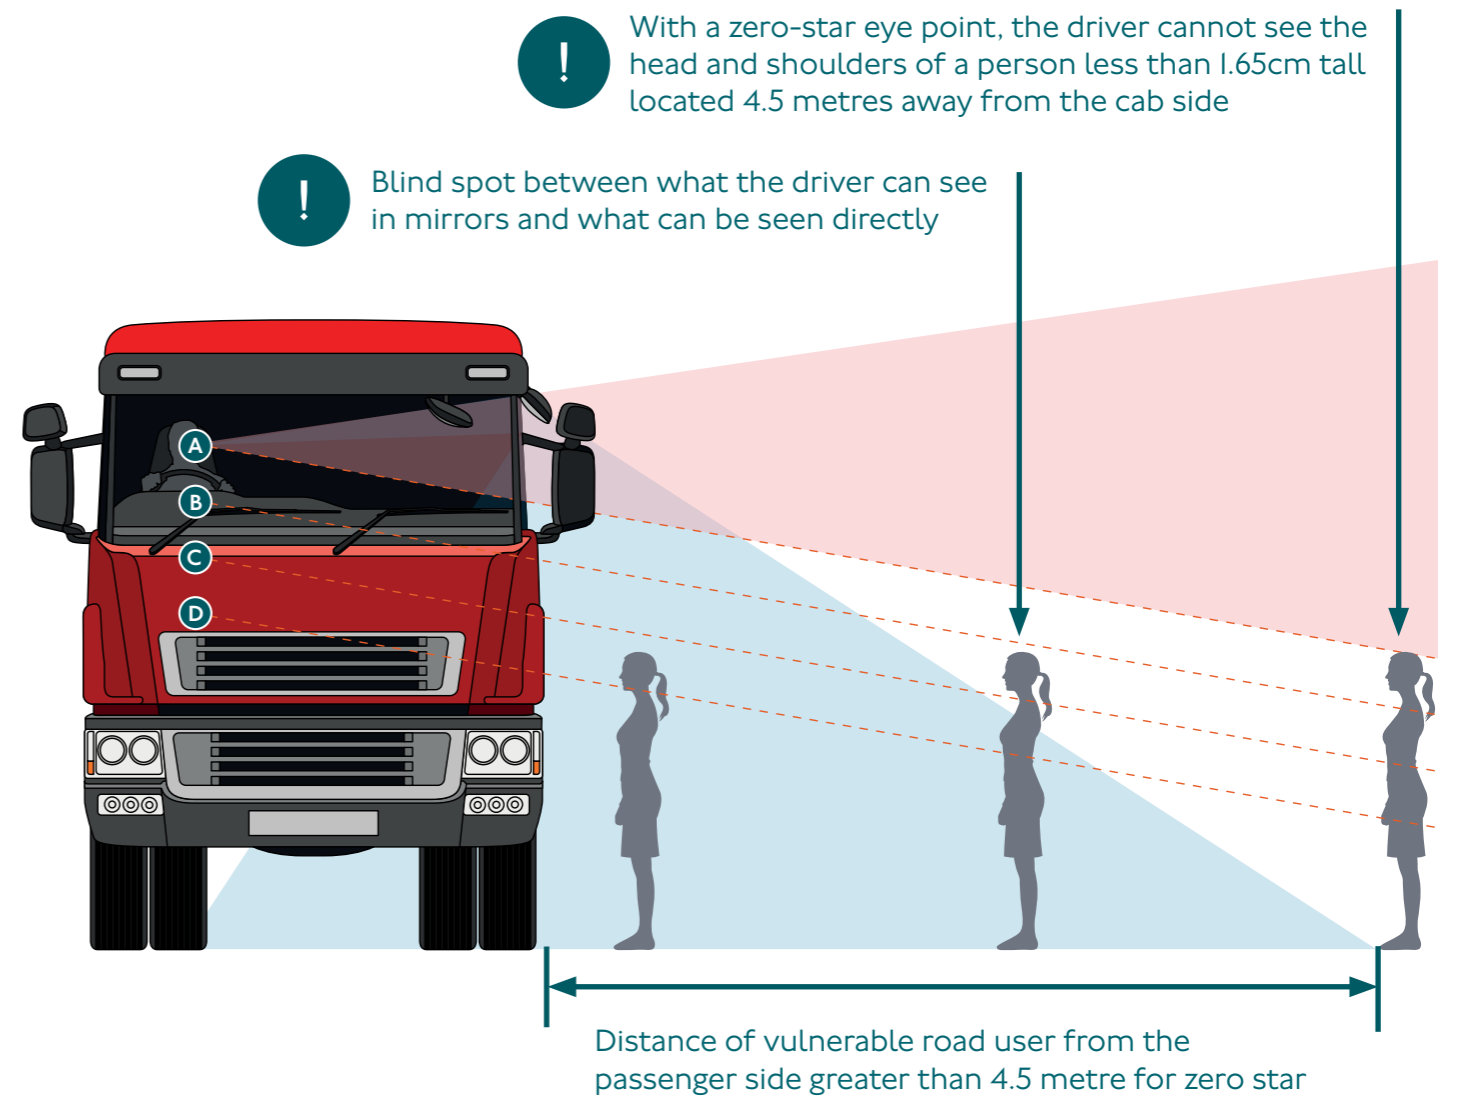 !
With a zero-star eye point, the driver cannot see the
head and shoulders of a person less than 1.65cm tall
located 4.5 metres away from the cab side
!
Blind spot between what the driver can see
in mirrors and what can be seen directly
A
B
C
D
Distance of vulnerable road user from the
passenger side greater than 4.5 metre for zero star